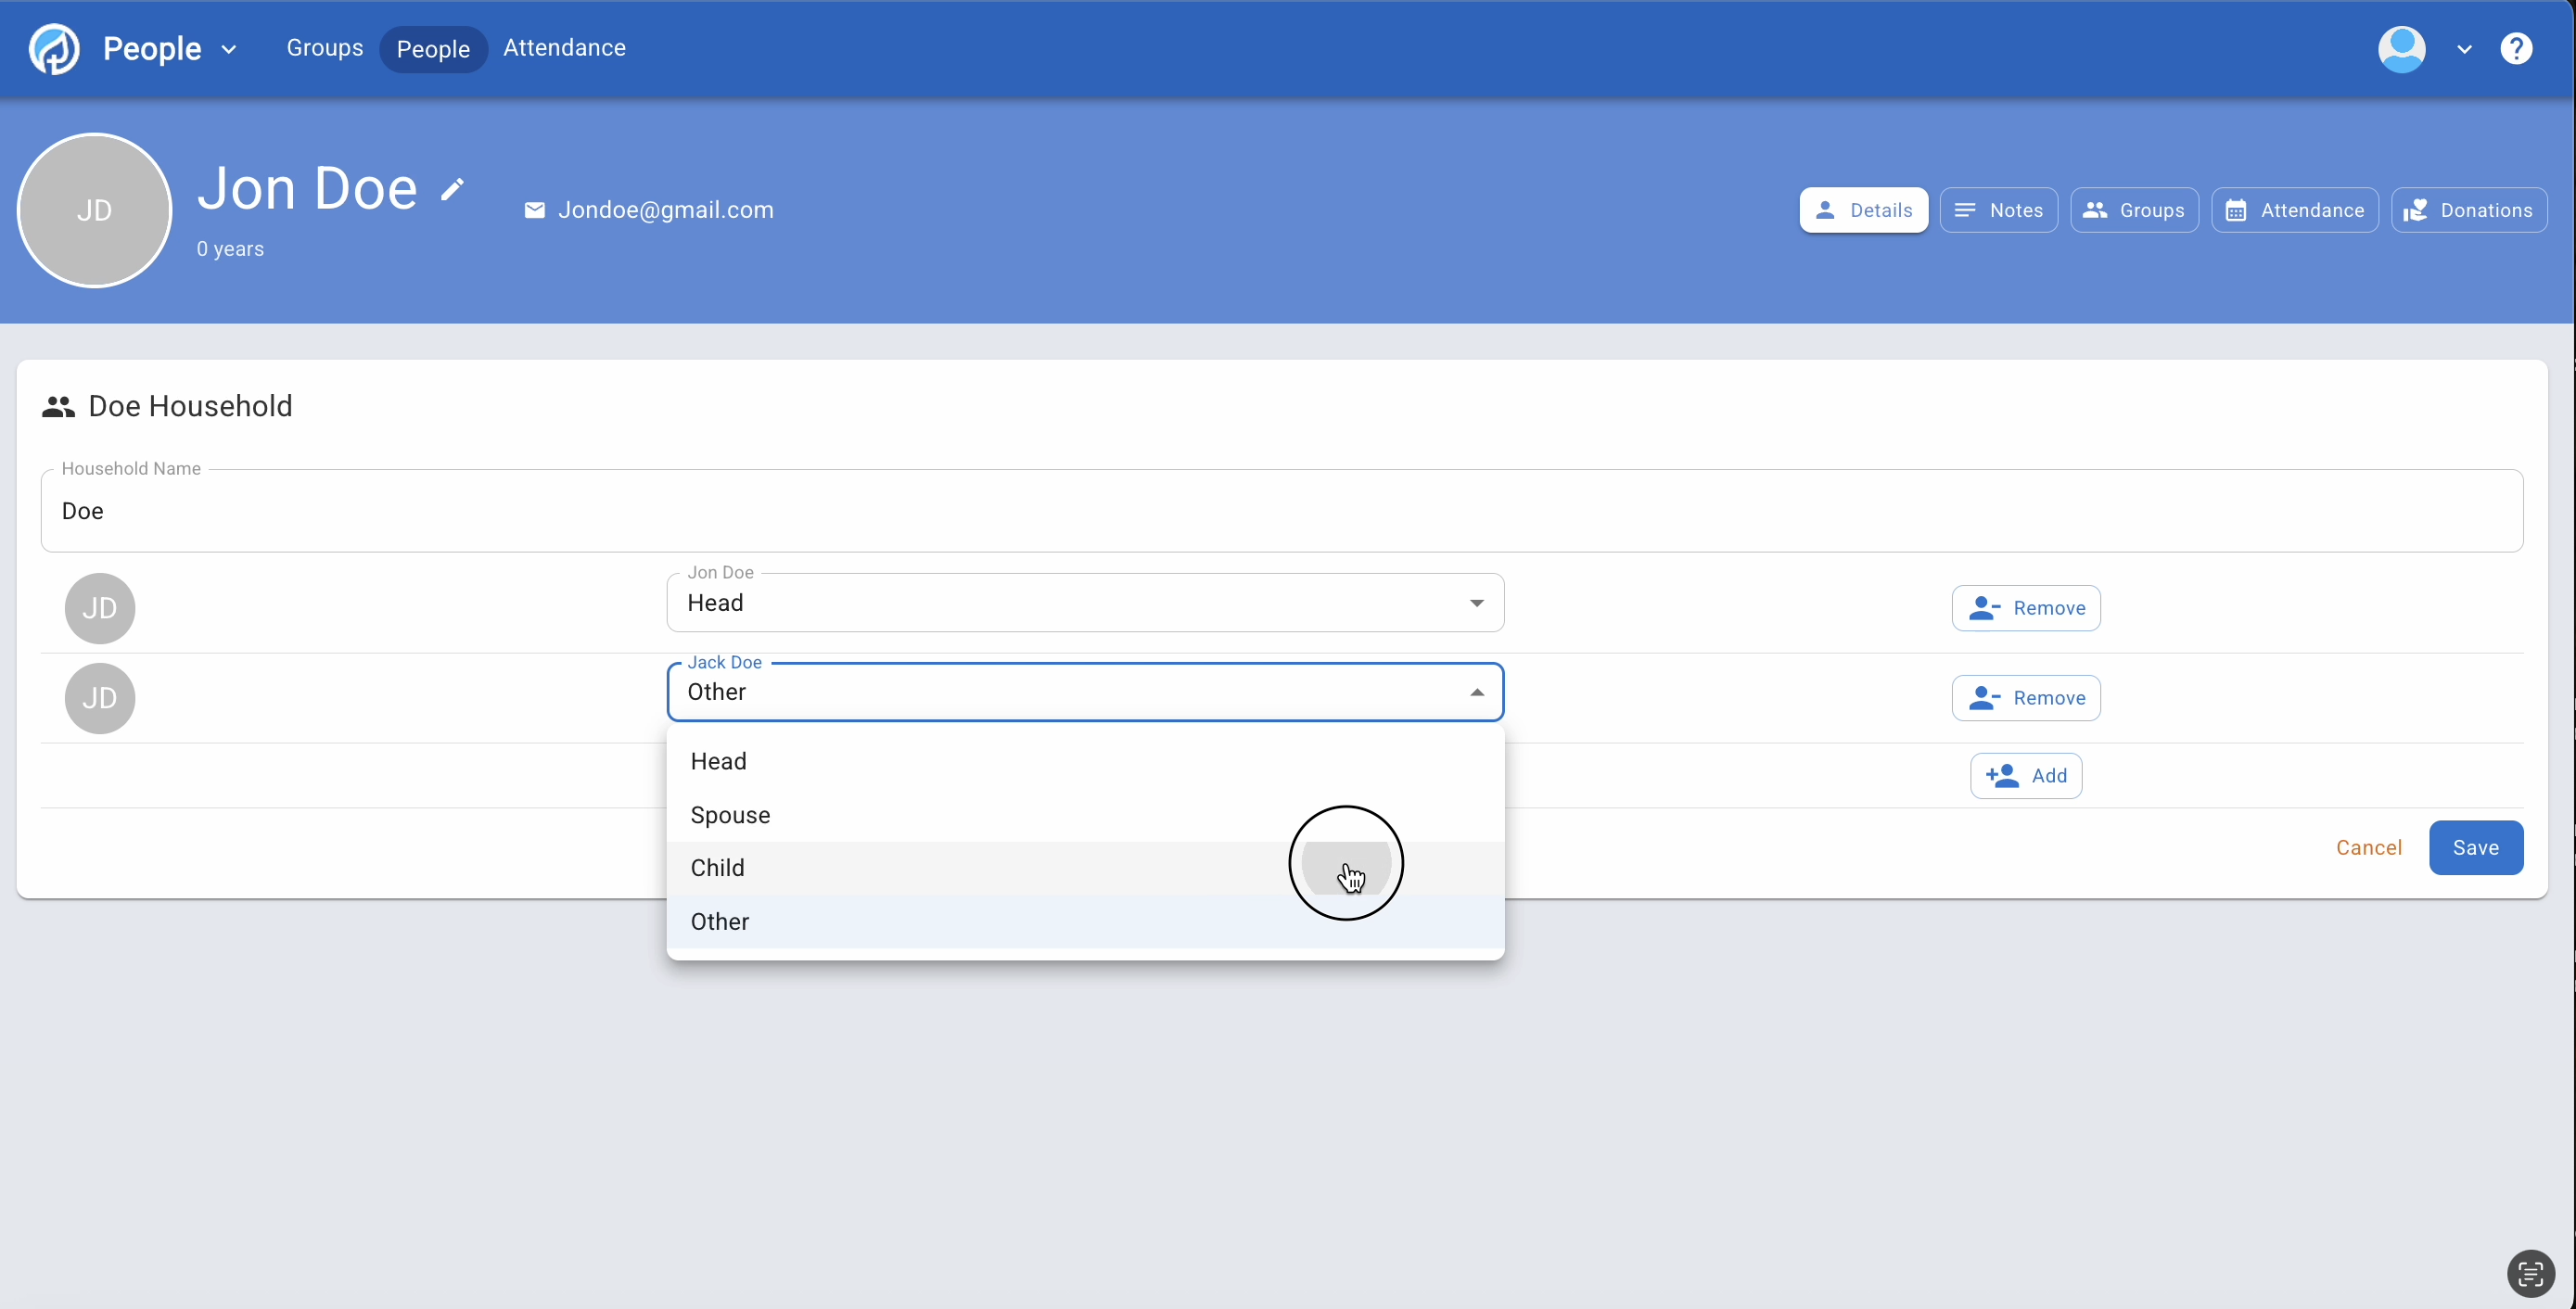 People
Groups
People
Attendance
JD
Jon Doe
0 years
Jondoe@gmail.com
Details
Notes
Groups
Attendance
Donations
Doe Household
Household Name
Doe
JD
Jon Doe
Head
Remove
JD
Jack Doe
Other
Remove
Head
Spouse
Child
Other
Add
Cancel
Save